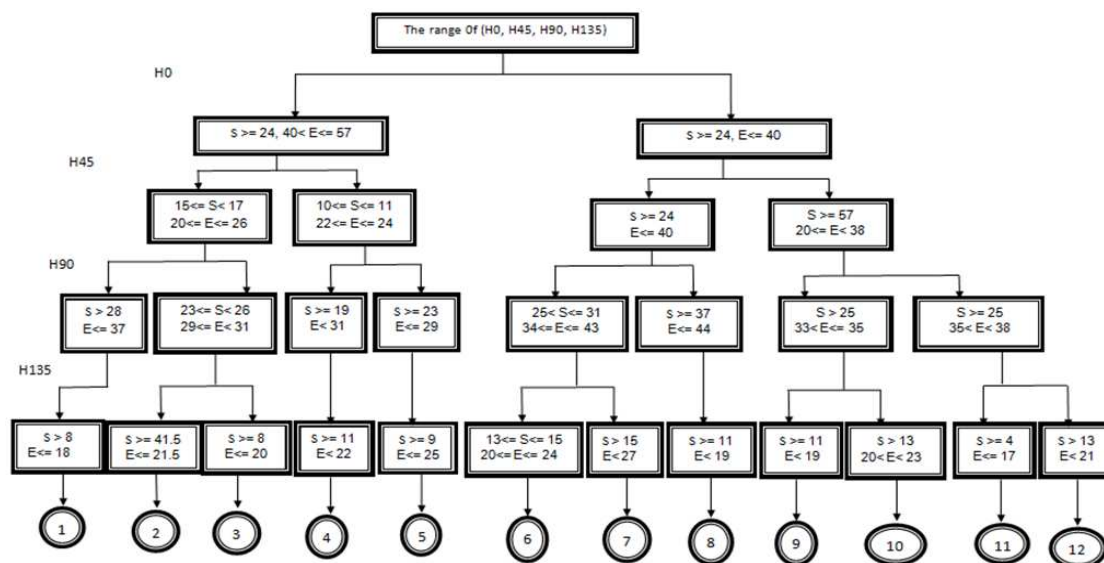 The range 0f (H0, H45, H90, H135)
H0
s >= 24, 40< E<= 57
s >= 24, E<= 40
H45
15<= S< 17
20<= E<= 26
10<= S<= 11
22<= E<= 24
s >= 24
E<= 40
S >= 57
20<= E< 38
H90
s > 28
E<= 37
23<= S< 26
29<= E< 31
s >= 19
E< 31
s >= 23
E<= 29
25< S<= 31
34<= E<= 43
s >= 37
E<= 44
S > 25
33< E<= 35
S >= 25
35< E< 38
H135
s > 8
E<= 18
s >= 41.5
E<= 21.5
s >= 8
E<= 20
s >= 11
E< 22
s >= 9
E<= 25
13<= S<= 15
20<= E<= 24
s > 15
E< 27
s >= 11
E< 19
s >= 11
E< 19
s > 13
20< E< 23
s >= 4
E<= 17
s > 13
E< 21
1
2
3
4
5
6
7
8
9
10
11
12